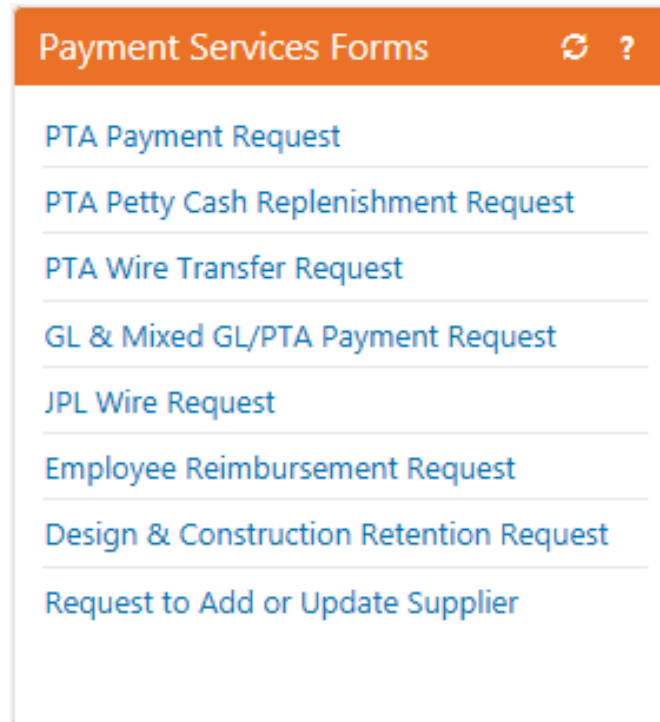 Payment Services Forms ?
PTA Payment Request
PTA Petty Cash Replenishment Request
PTA Wire Transfer Request
GL & Mixed GL/PTA Payment Request
JPL Wire Request
Employee Reimbursement Request
Design & Construction Retention Request
Request to Add or Update Supplier